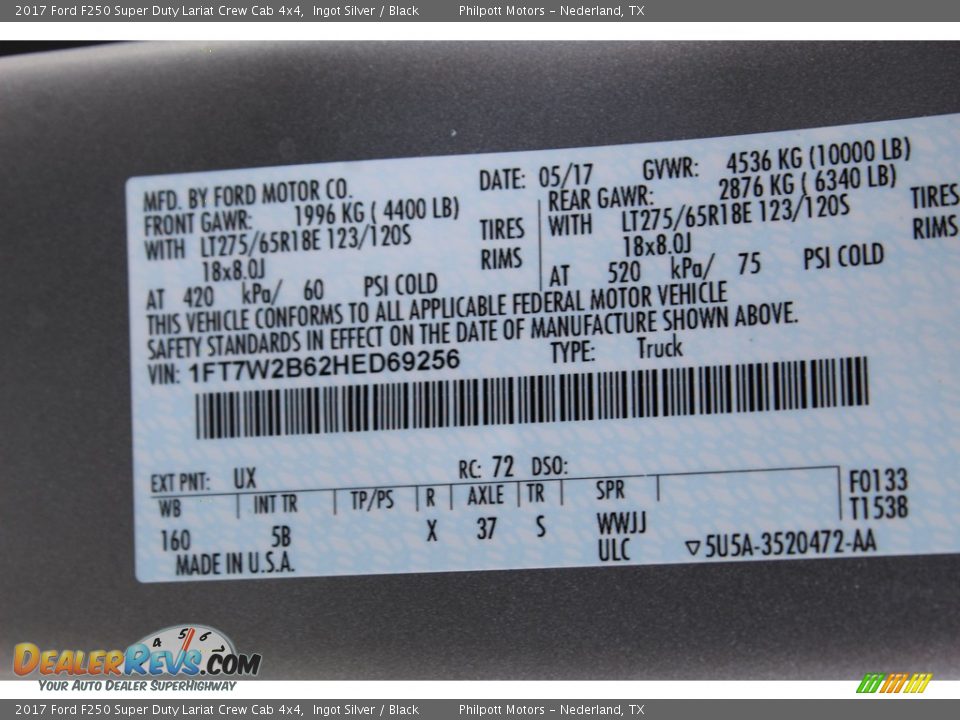 2017 Ford F250 Super Duty Lariat Crew Cab 4x4, Ingot Silver / Black Philpott Motors - Nederland, TX
MFD. BY FORD MOTOR CO. DATE: 05/17 GVWR: 4536 KG (10000 LB)
FRONT GAWR: 1996 KG ( 4400 LB) REAR GAWR: 2876 KG ( 6340 LB)
WITH LT275/65R18E 123/120S TIRES WITH LT275/65R18E 123/120S TIRES
18x8.0J RIMS 18x8.0J RIMS
AT 420 kPa/ 60 PSI COLD AT 520 kPa/ 75 PSI COLD
THIS VEHICLE CONFORMS TO ALL APPLICABLE FEDERAL MOTOR VEHICLE
SAFETY STANDARDS IN EFFECT ON THE DATE OF MANUFACTURE SHOWN ABOVE.
VIN: 1FT7W2B62HED69256 TYPE: Truck
EXT PNT: UX RC: 72 DSO:
WB INT TR TP/PS R AXLE TR SPR F0133
T1538
160 5B X 37 S WWJJ
MADE IN U.S.A. ULC ▽5U5A-3520472-AA
4 5 6
DEALERREVS.COM
YOUR AUTO DEALER SUPERHIGHWAY
2017 Ford F250 Super Duty Lariat Crew Cab 4x4, Ingot Silver / Black Philpott Motors - Nederland, TX